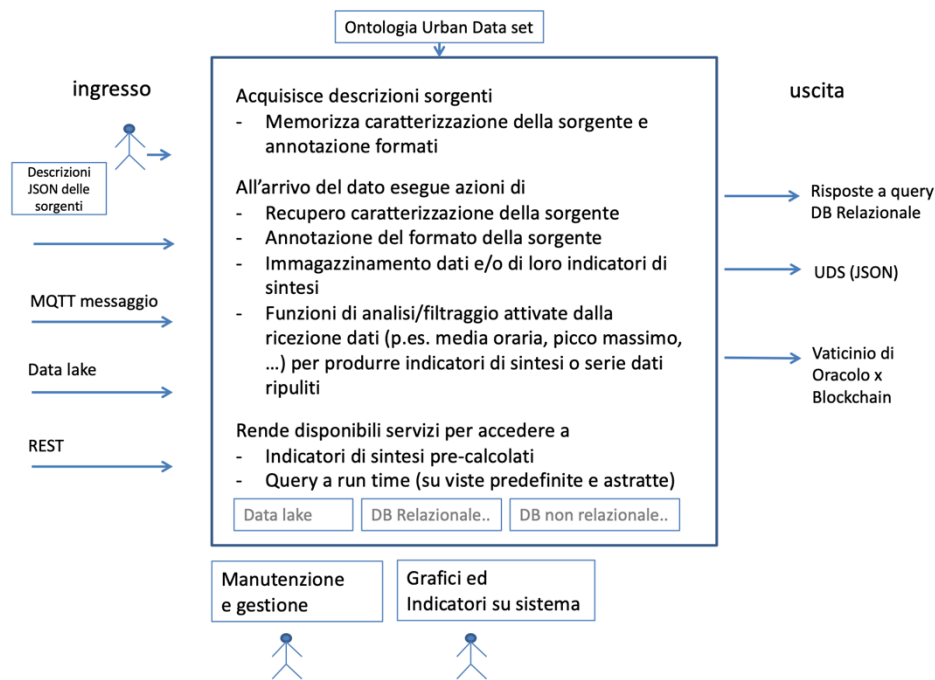 Ontologia Urban Data set
ingresso
uscita
Descrizioni
JSON delle
sorgenti
MQTT messaggio
Data lake
REST
Acquisisce descrizioni sorgenti
- Memorizza caratterizzazione della sorgente e
annotazione formati
All'arrivo del dato esegue azioni di
- Recupero caratterizzazione della sorgente
- Annotazione del formato della sorgente
- Immagazzinamento dati e/o di loro indicatori di
sintesi
- Funzioni di analisi/filtraggio attivate dalla
ricezione dati (p.es. media oraria, picco massimo,
…) per produrre indicatori di sintesi o serie dati
ripuliti
Rende disponibili servizi per accedere a
- Indicatori di sintesi pre-calcolati
- Query a run time (su viste predefinite e astratte)
Data lake
DB Relazionale..
DB non relazionale..
Risposte a query
DB Relazionale
UDS (JSON)
Vaticinio di
Oracolo x
Blockchain
Manutenzione
e gestione
Grafici ed
Indicatori su sistema